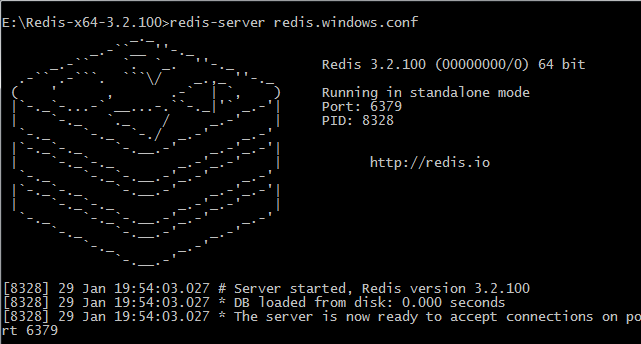 E:\Redis-x64-3.2.100>redis-server redis.windows.conf
Redis 3.2.100 (00000000/0) 64 bit
Running in standalone mode
Port: 6379
PID: 8328
http://redis.io
[8328] 29 Jan 19:54:03.027 # Server started, Redis version 3.2.100
[8328] 29 Jan 19:54:03.027 * DB loaded from disk: 0.000 seconds
[8328] 29 Jan 19:54:03.027 * The server is now ready to accept connections on po
rt 6379